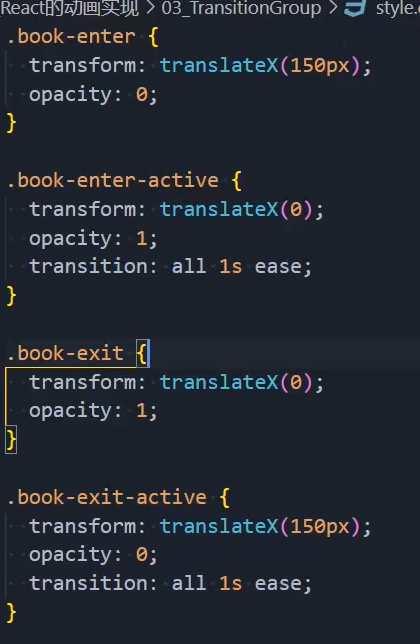 React的动画实现 > 03_TransitionGroup > style.c
.book-enter {
transform: translateX(150px);
opacity: 0;
}
.book-enter-active {
transform: translateX(0);
opacity: 1;
transition: all 1s ease;
}
.book-exit {
transform: translateX(0);
opacity: 1;
}
.book-exit-active {
transform: translateX(150px);
opacity: 0;
transition: all 1s ease;
}